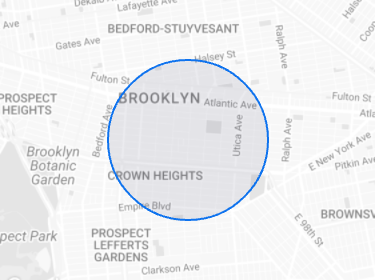 Dekalb Ave
Lafayette Ave
BEDFORD-STUYVESANT
Gates Ave
Halsey St
Ralph Ave
Fulton St
BROOKLYN
Atlantic Ave
Fulton St
PROSPECT
HEIGHTS
Bedford Ave
Utica Ave
Ralph Ave
E New York Ave
Pitkin Ave
Brooklyn
Botanic
Garden
CROWN HEIGHTS
Empire Blvd
E 98th St
BROWNSV
pect Park
PROSPECT
LEFFERTS
GARDENS
Clarkson Ave